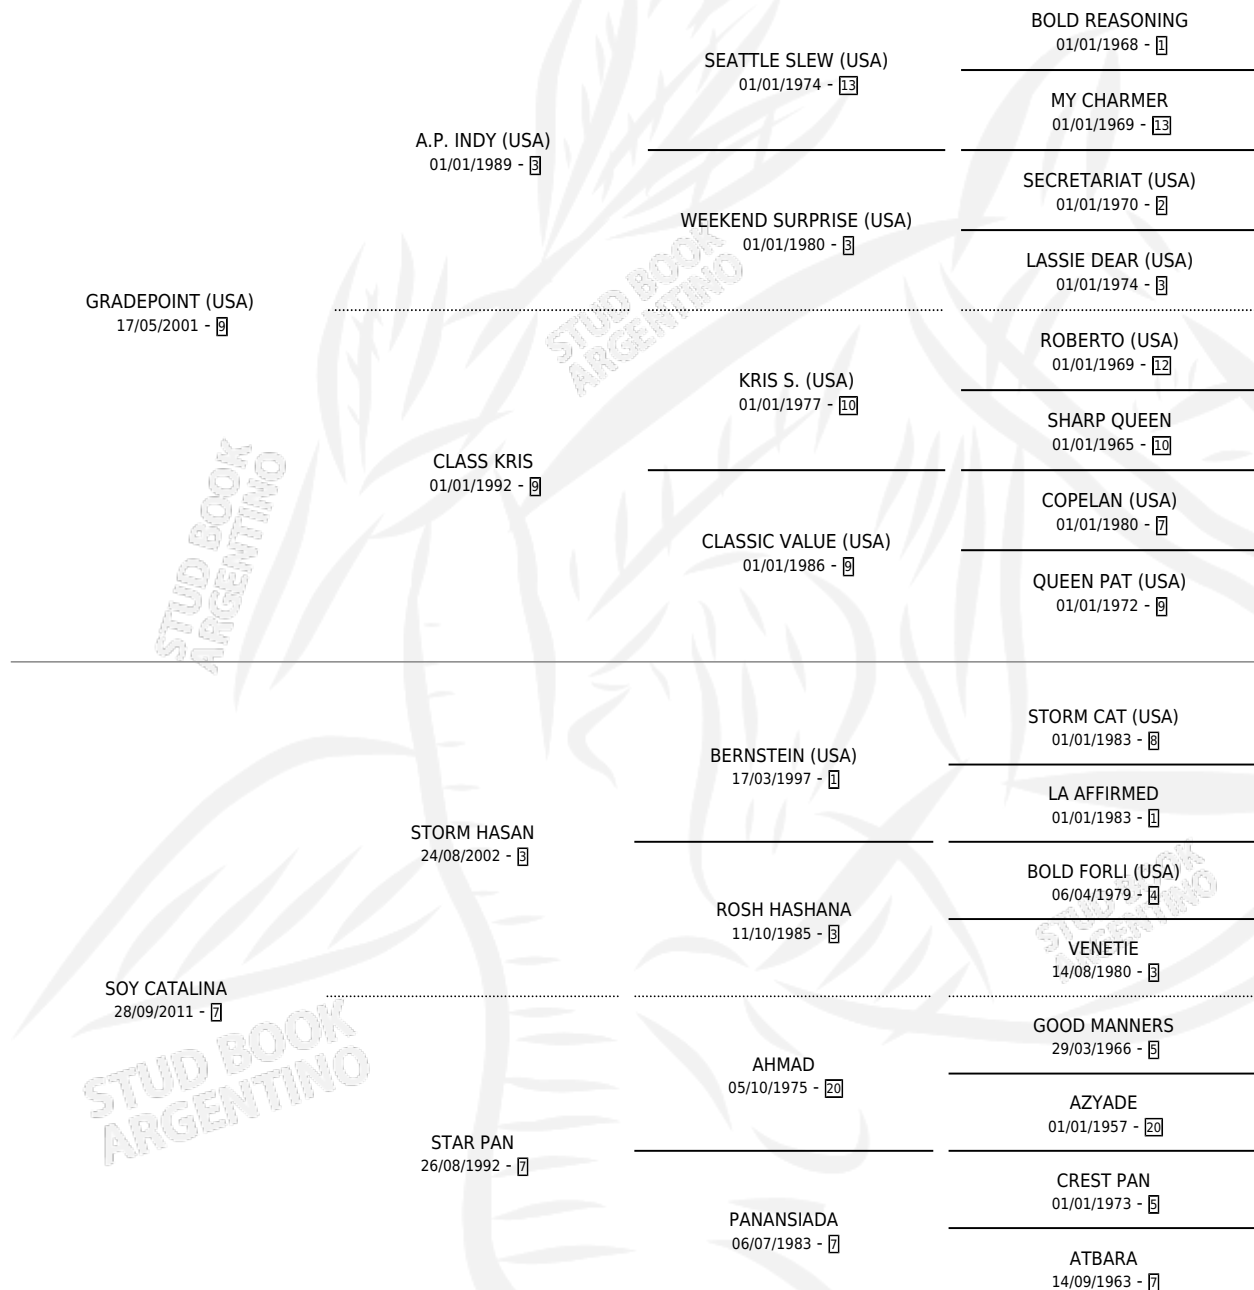 BOLD REASONING
01/01/1968 - 1
SEATTLE SLEW (USA)
01/01/1974 - 13
MY CHARMER
01/01/1969 - 13
A.P. INDY (USA)
01/01/1989 - 3
SECRETARIAT (USA)
01/01/1970 - 2
WEEKEND SURPRISE (USA)
01/01/1980 - 3
LASSIE DEAR (USA)
01/01/1974 - 3
GRADEPOINT (USA)
17/05/2001 - 9
ROBERTO (USA)
01/01/1969 - 12
KRIS S. (USA)
01/01/1977 - 10
SHARP QUEEN
01/01/1965 - 10
CLASS KRIS
01/01/1992 - 9
COPELAN (USA)
01/01/1980 - 7
CLASSIC VALUE (USA)
01/01/1986 - 9
QUEEN PAT (USA)
01/01/1972 - 9
STORM CAT (USA)
01/01/1983 - 8
BERNSTEIN (USA)
17/03/1997 - 1
LA AFFIRMED
01/01/1983 - 1
STORM HASAN
24/08/2002 - 3
BOLD FORLI (USA)
06/04/1979 - 4
ROSH HASHANA
11/10/1985 - 3
VENETIE
14/08/1980 - 3
SOY CATALINA
28/09/2011 - 7
GOOD MANNERS
29/03/1966 - 5
AHMAD
05/10/1975 - 20
AZYADE
01/01/1957 - 20
STAR PAN
26/08/1992 - 7
CREST PAN
01/01/1973 - 5
PANANSIADA
06/07/1983 - 7
ATBARA
14/09/1963 - 7
STUD BOOK
ARGENTINO
STUD BOOK
ARGENTINO
STUD BOOK
ARGENTINO
STUD BOOK
ARGENTINO